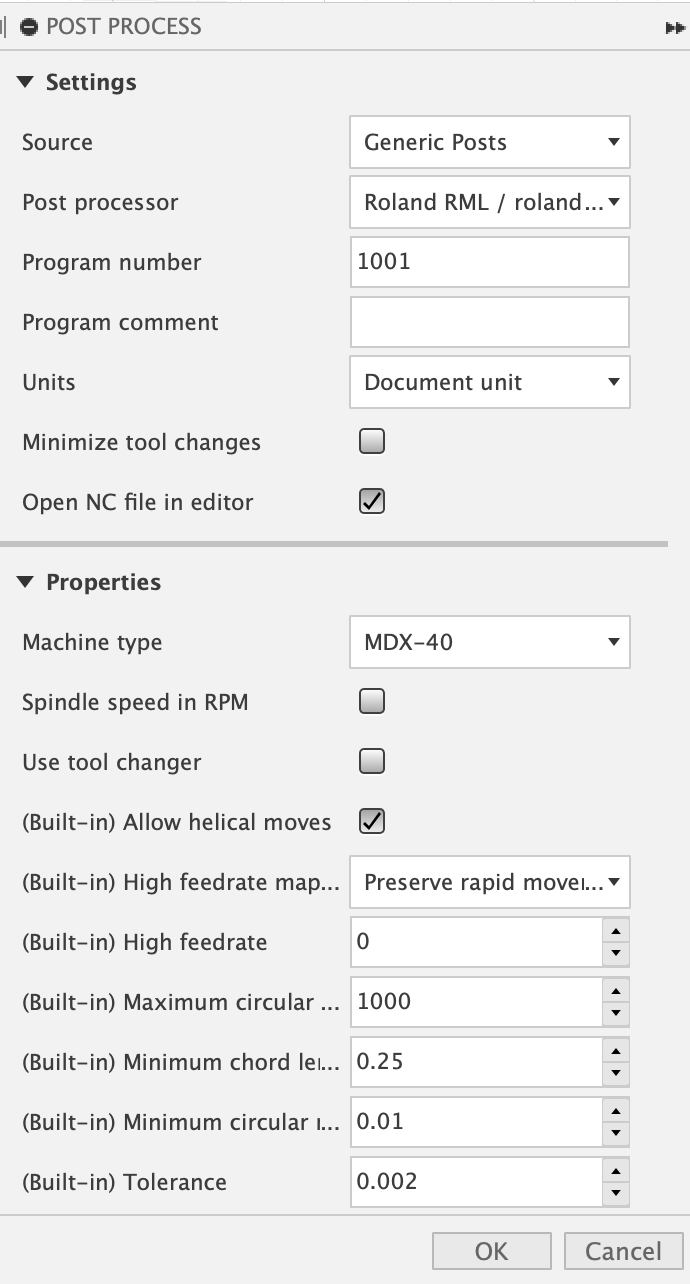 POST PROCESS
Settings
Source Generic Posts
Post processor Roland RML / roland...
Program number 1001
Program comment
Units Document unit
Minimize tool changes
Open NC file in editor
Properties
Machine type MDX-40
Spindle speed in RPM
Use tool changer
(Built-in) Allow helical moves
(Built-in) High feedrate map... Preserve rapid mover...
(Built-in) High feedrate 0
(Built-in) Maximum circular ... 1000
(Built-in) Minimum chord le... 0.25
(Built-in) Minimum circular ... 0.01
(Built-in) Tolerance 0.002
OK Cancel